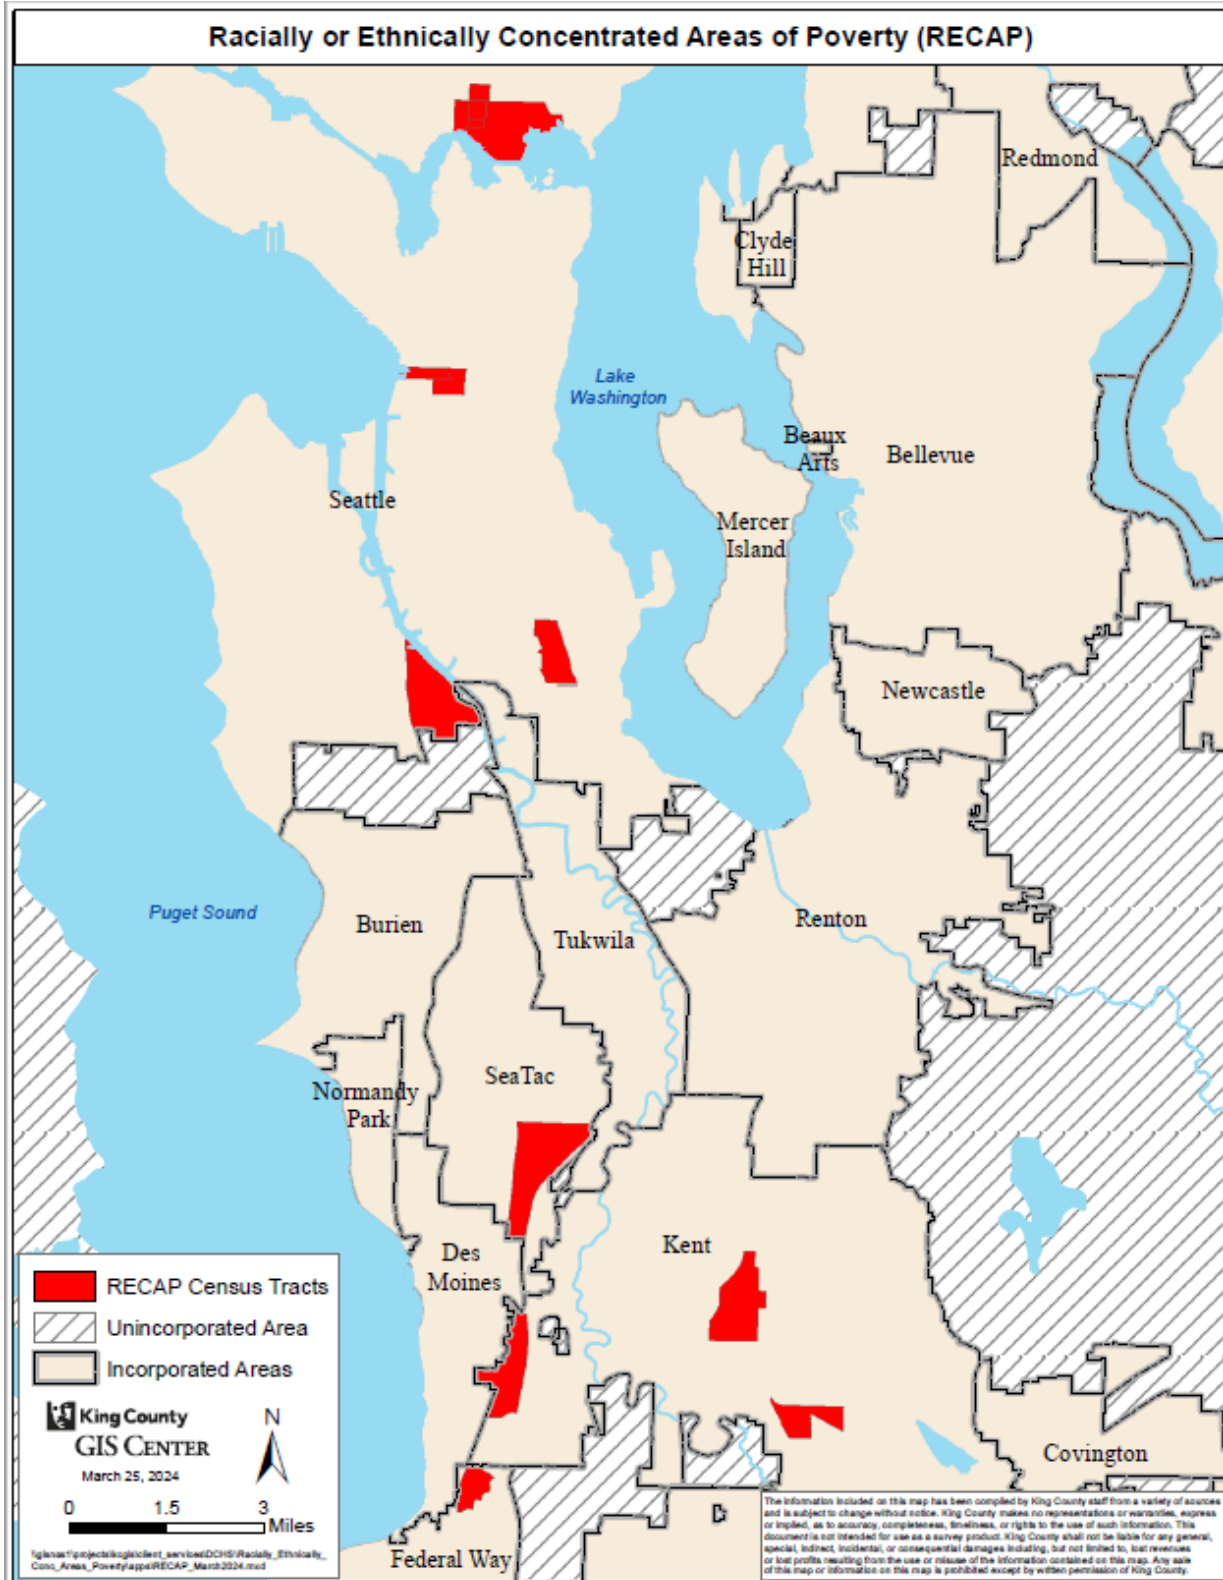 Racially or Ethnically Concentrated Areas of Poverty (RECAP)
Redmond
Clyde
Hill
Lake
Washington
Beaux
Arts
Bellevue
Seattle
Mercer
Island
Newcastle
Puget Sound
Burien
Tukwila
Renton
SeaTac
Normandy
Park
Kent
Des
Moines
Covington
Federal Way
RECAP Census Tracts
Unincorporated Area
Incorporated Areas
King County
GIS CENTER
March 25, 2024
N
0 1.5 3
Miles
The information included on this map has been compiled by King County staff from a variety of sources
and is subject to change without notice. King County makes no representations or warranties, express
or implied, as to accuracy, completeness, timeliness, or rights to the use of such information. This
document is not intended for use as a survey product. King County shall not be liable for any general,
special, indirect, incidental, or consequential damages including, but not limited to, lost revenues
or lost profits resulting from the use or misuse of the information contained on this map. Any sale
of this map or information on this map is prohibited except by written permission of King County.